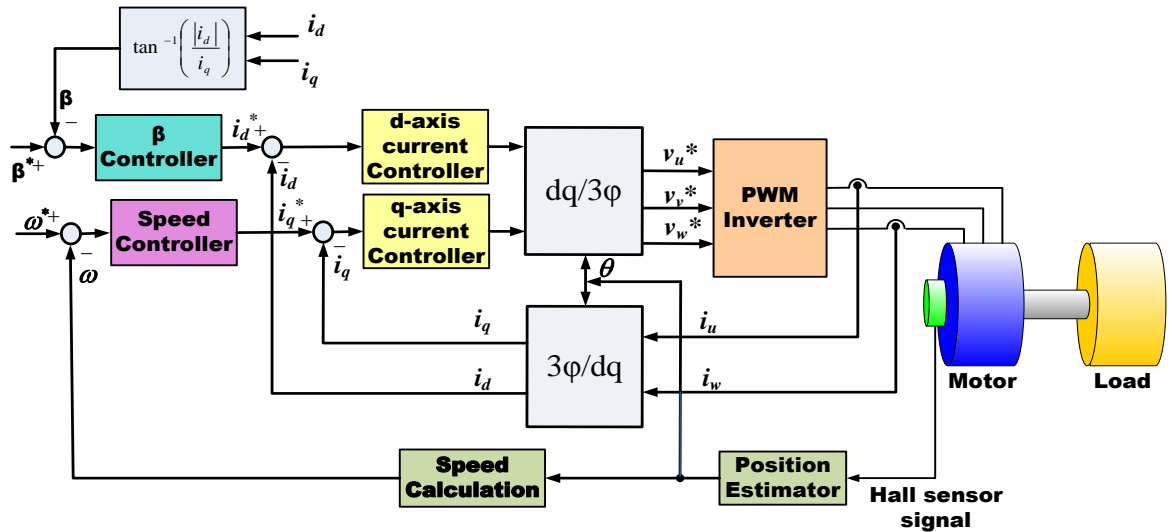 tan -1 ( |i_d| / i_q )
i_d
i_q
β
−
β*+
β
Controller
i_d*+
−
i_d
d-axis
current
Controller
ω*+
−
ω
Speed
Controller
i_q*+
−
i_q
q-axis
current
Controller
dq/3φ
v_u*
v_v*
v_w*
PWM
Inverter
θ
i_q
i_d
3φ/dq
i_u
i_w
Motor
Load
Speed
Calculation
Position
Estimator
Hall sensor
signal